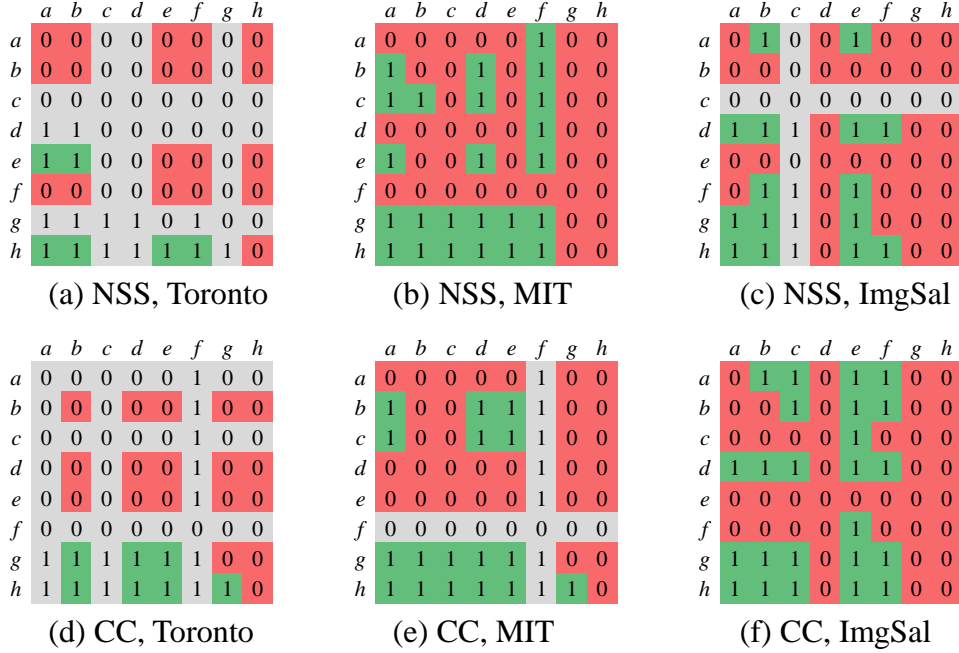 a b c d e f g h
a 0 0 0 0 0 0 0 0
b 0 0 0 0 0 0 0 0
c 0 0 0 0 0 0 0 0
d 1 1 0 0 0 0 0 0
e 1 1 0 0 0 0 0 0
f 0 0 0 0 0 0 0 0
g 1 1 1 1 0 1 0 0
h 1 1 1 1 1 1 1 0
(a) NSS, Toronto
a b c d e f g h
a 0 0 0 0 0 1 0 0
b 1 0 0 1 0 1 0 0
c 1 1 0 1 0 1 0 0
d 0 0 0 0 0 1 0 0
e 1 0 0 1 0 1 0 0
f 0 0 0 0 0 0 0 0
g 1 1 1 1 1 1 0 0
h 1 1 1 1 1 1 0 0
(b) NSS, MIT
a b c d e f g h
a 0 1 0 0 1 0 0 0
b 0 0 0 0 0 0 0 0
c 0 0 0 0 0 0 0 0
d 1 1 1 0 1 1 0 0
e 0 0 0 0 0 0 0 0
f 0 1 1 0 1 0 0 0
g 1 1 1 0 1 0 0 0
h 1 1 1 0 1 1 0 0
(c) NSS, ImgSal
a b c d e f g h
a 0 0 0 0 0 1 0 0
b 0 0 0 0 0 1 0 0
c 0 0 0 0 0 1 0 0
d 0 0 0 0 0 1 0 0
e 0 0 0 0 0 1 0 0
f 0 0 0 0 0 0 0 0
g 1 1 1 1 1 1 0 0
h 1 1 1 1 1 1 1 0
(d) CC, Toronto
a b c d e f g h
a 0 0 0 0 0 1 0 0
b 1 0 0 1 1 1 0 0
c 1 0 0 1 1 1 0 0
d 0 0 0 0 0 1 0 0
e 0 0 0 0 0 1 0 0
f 0 0 0 0 0 0 0 0
g 1 1 1 1 1 1 0 0
h 1 1 1 1 1 1 1 0
(e) CC, MIT
a b c d e f g h
a 0 1 1 0 1 1 0 0
b 0 0 1 0 1 1 0 0
c 0 0 0 0 1 0 0 0
d 1 1 1 0 1 1 0 0
e 0 0 0 0 0 0 0 0
f 0 0 0 0 1 0 0 0
g 1 1 1 0 1 1 0 0
h 1 1 1 0 1 1 0 0
(f) CC, ImgSal